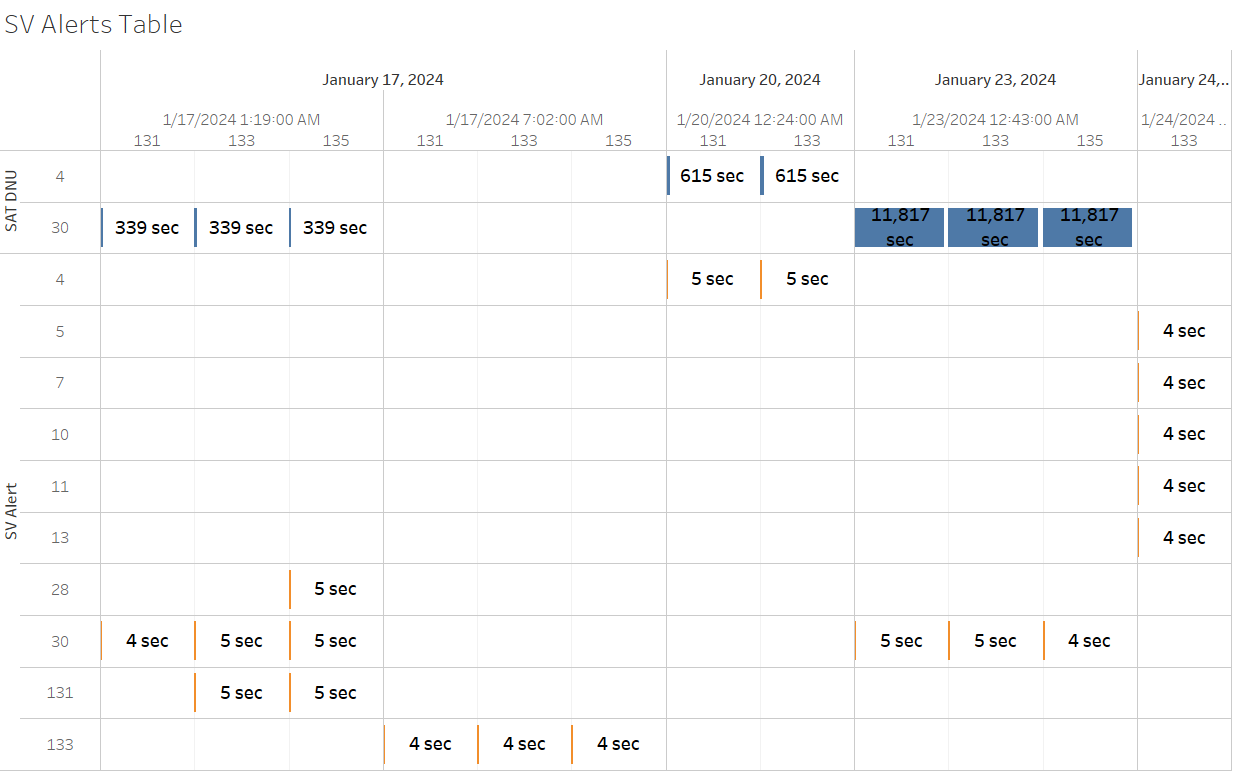 SV Alerts Table
January 17, 2024 January 20, 2024 January 23, 2024 January 24,..
1/17/2024 1:19:00 AM 1/17/2024 7:02:00 AM 1/20/2024 12:24:00 AM 1/23/2024 12:43:00 AM 1/24/2024 ..
131 133 135 131 133 135 131 133 131 133 135 133
SAT DNU
4 615 sec 615 sec
30 339 sec 339 sec 339 sec 11,817 sec 11,817 sec 11,817 sec
SV Alert
4 5 sec 5 sec
5 4 sec
7 4 sec
10 4 sec
11 4 sec
13 4 sec
28 5 sec
30 4 sec 5 sec 5 sec 5 sec 5 sec 4 sec
131 5 sec 5 sec
133 4 sec 4 sec 4 sec